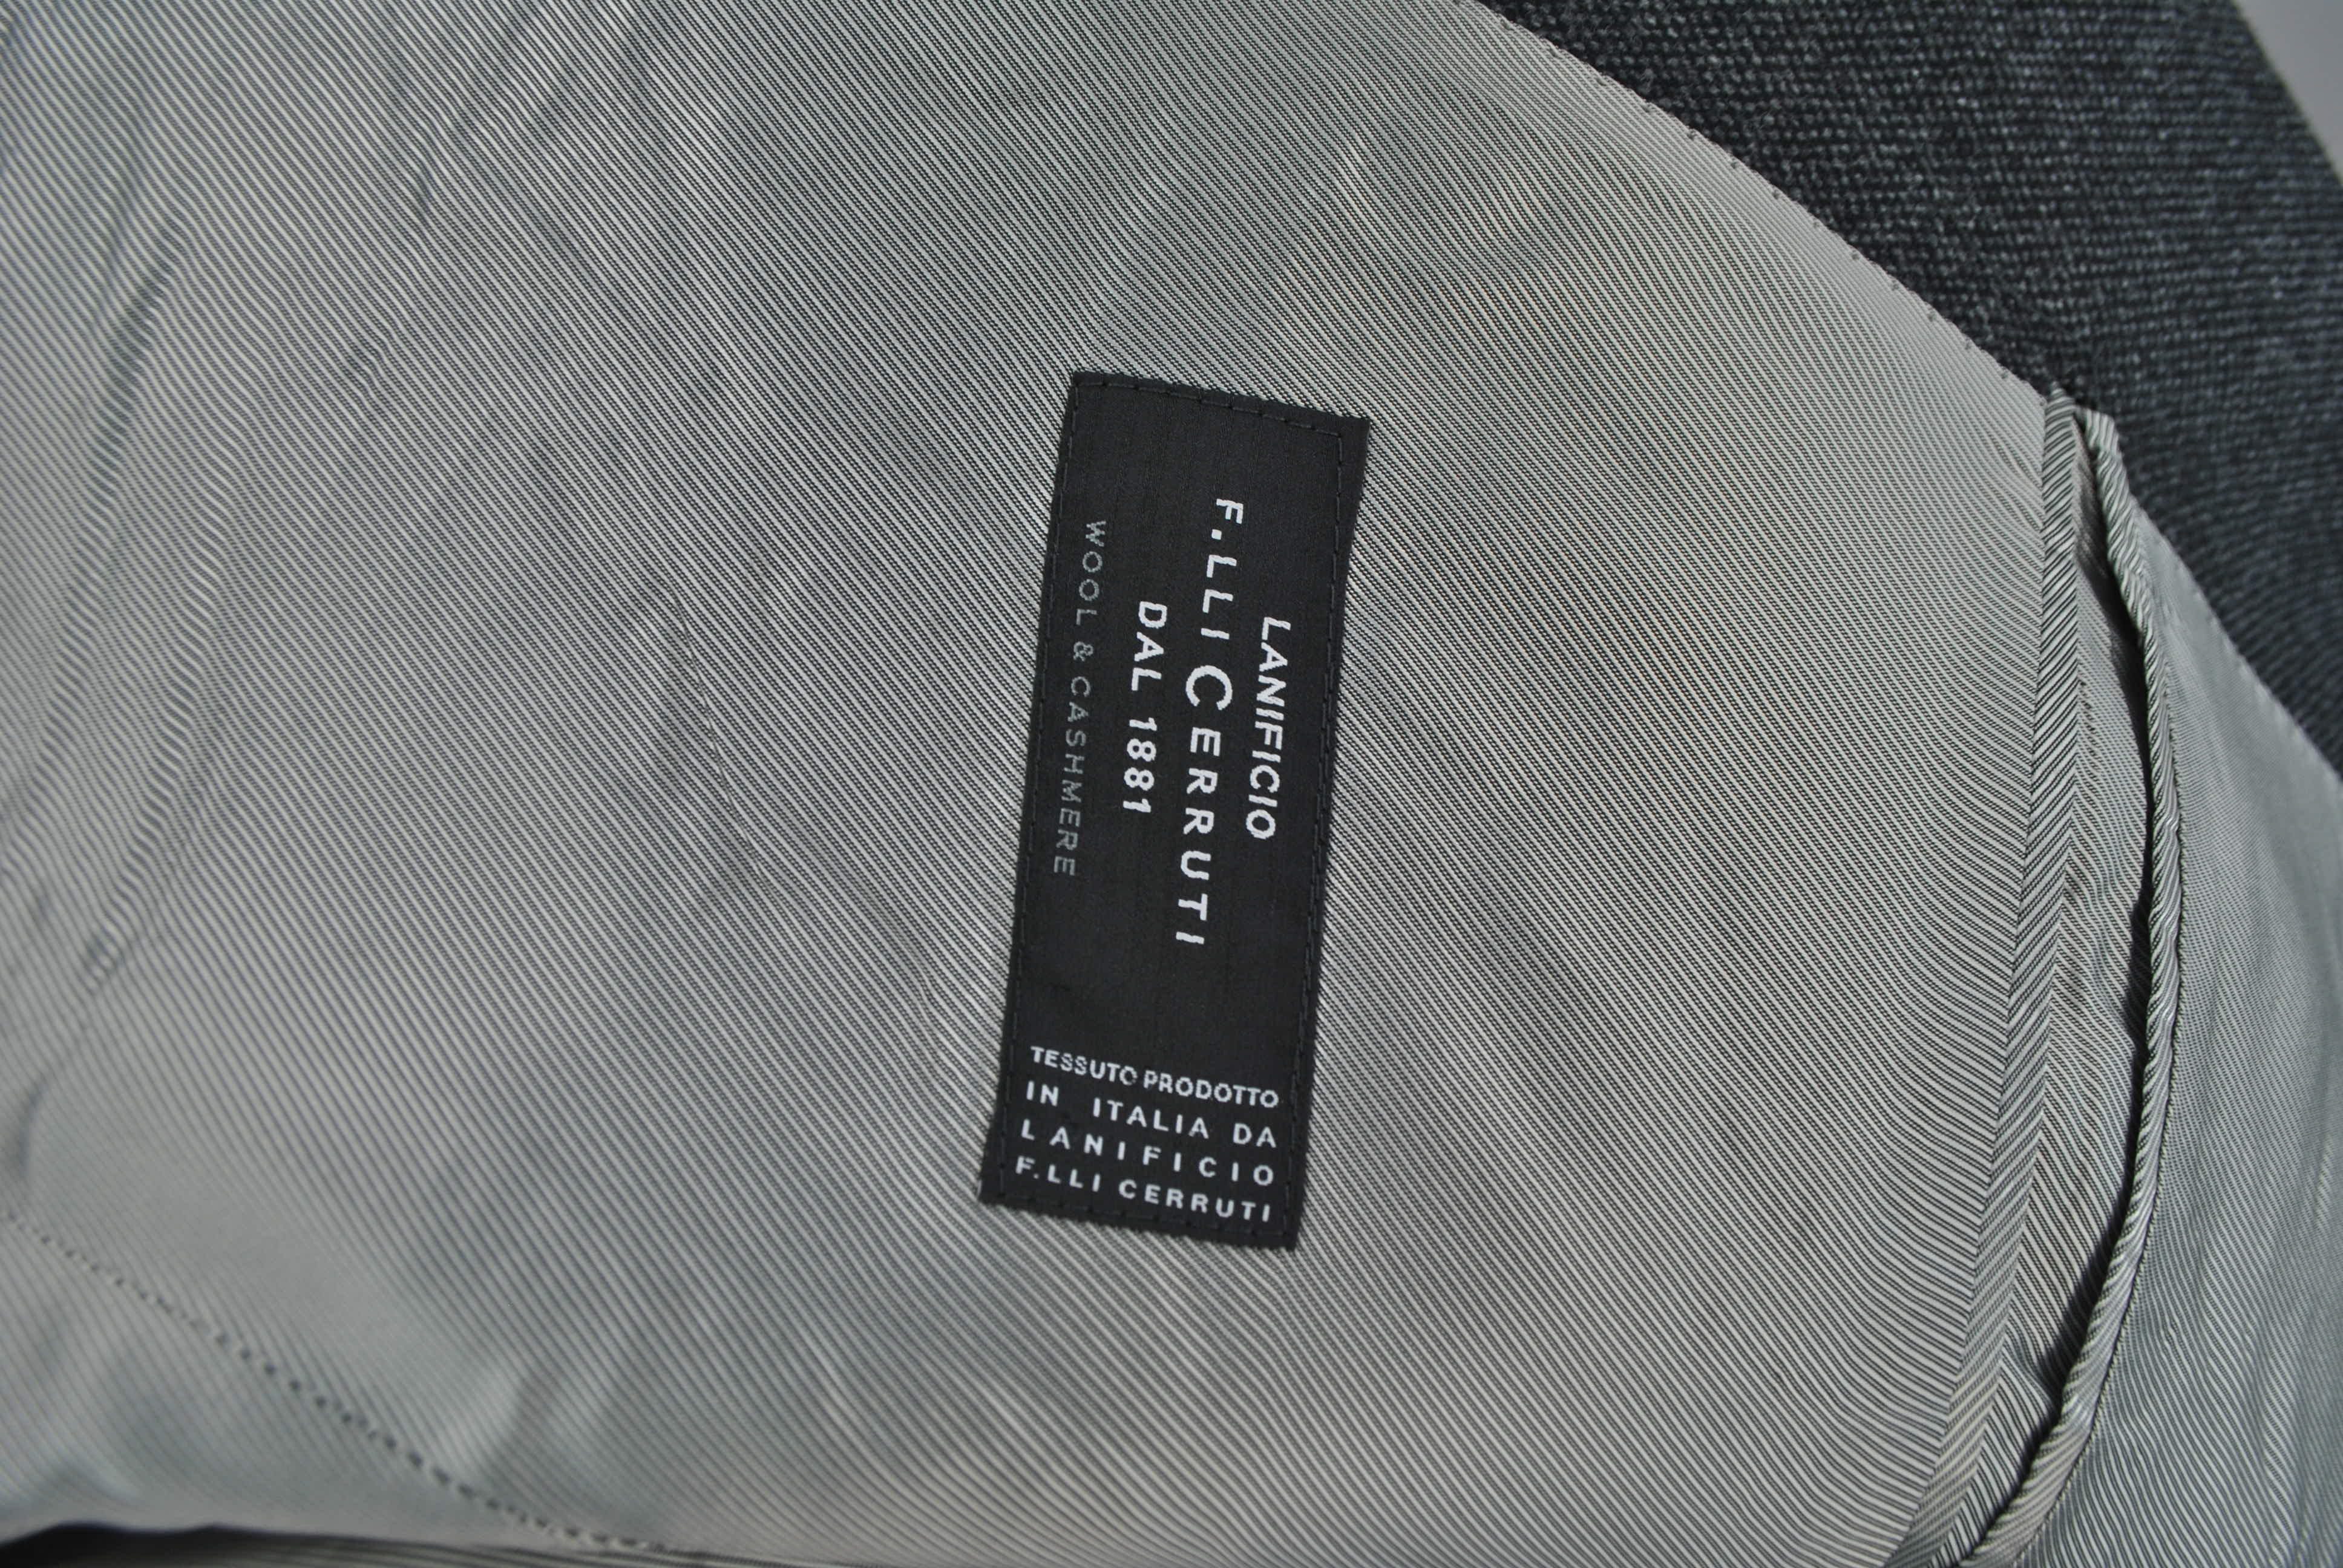 LANIFICIO
F.LLI CERRUTI
DAL 1881
WOOL & CASHMERE
TESSUTO PRODOTTO
IN ITALIA DA
LANIFICIO
F.LLI CERRUTI